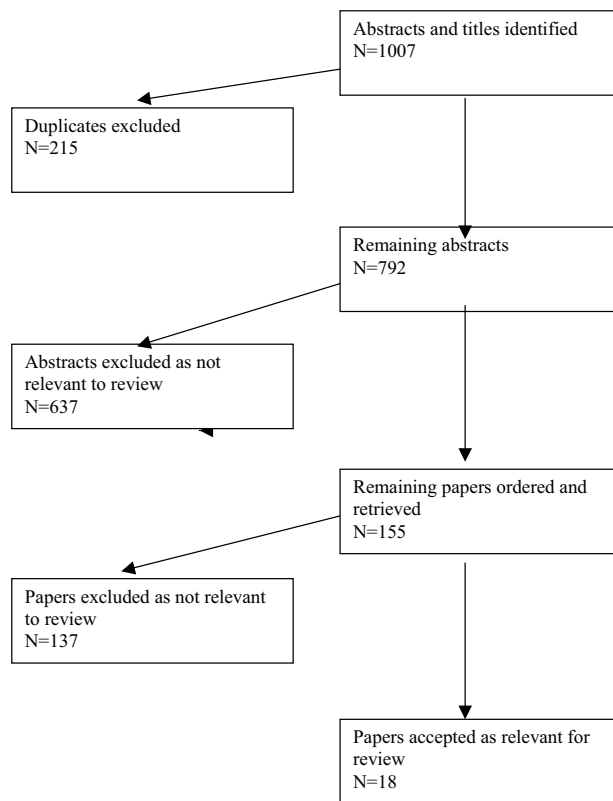 Abstracts and titles identified
N=1007
Duplicates excluded
N=215
Remaining abstracts
N=792
Abstracts excluded as not
relevant to review
N=637
Remaining papers ordered and
retrieved
N=155
Papers excluded as not relevant
to review
N=137
Papers accepted as relevant for
review
N=18